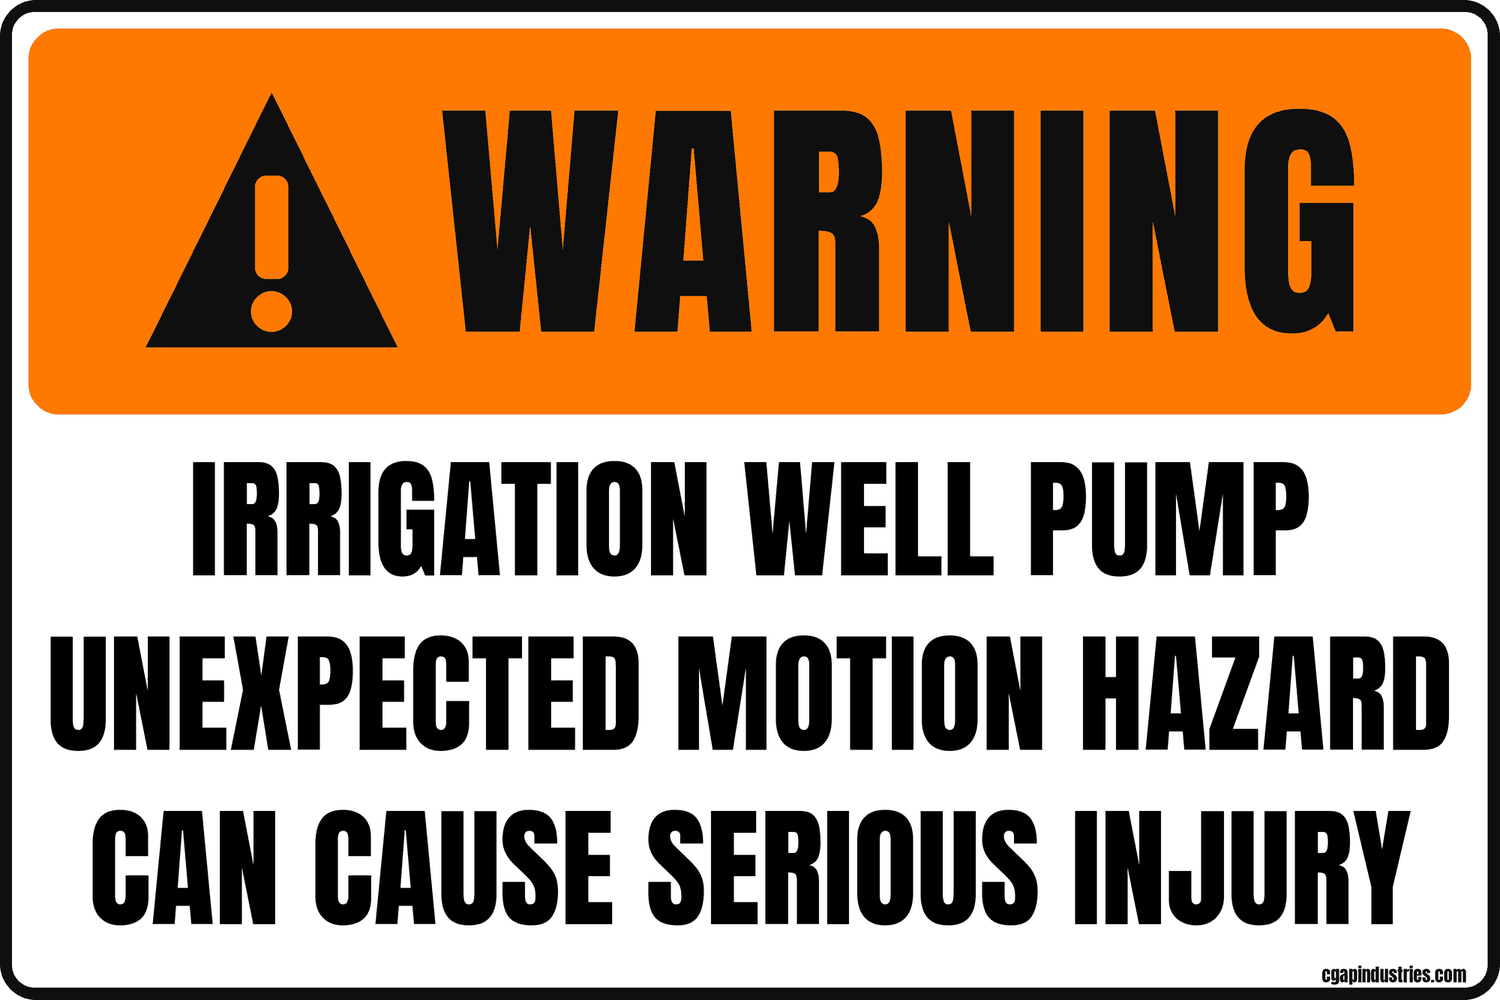 WARNING
IRRIGATION WELL PUMP
UNEXPECTED MOTION HAZARD
CAN CAUSE SERIOUS INJURY
cgapindustries.com